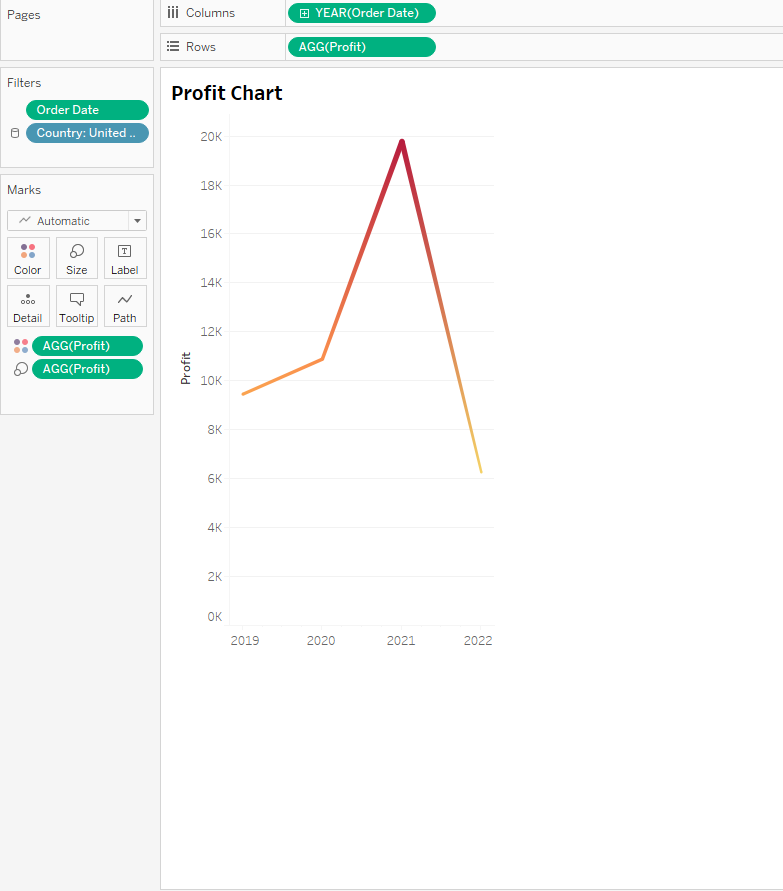 Pages
Columns
YEAR(Order Date)
Rows
AGG(Profit)
Filters
Order Date
Country: United ..
Marks
Automatic
Color
Size
Label
Detail
Tooltip
Path
AGG(Profit)
AGG(Profit)
Profit Chart
20K
18K
16K
14K
12K
10K
8K
6K
4K
2K
0K
Profit
2019 2020 2021 2022